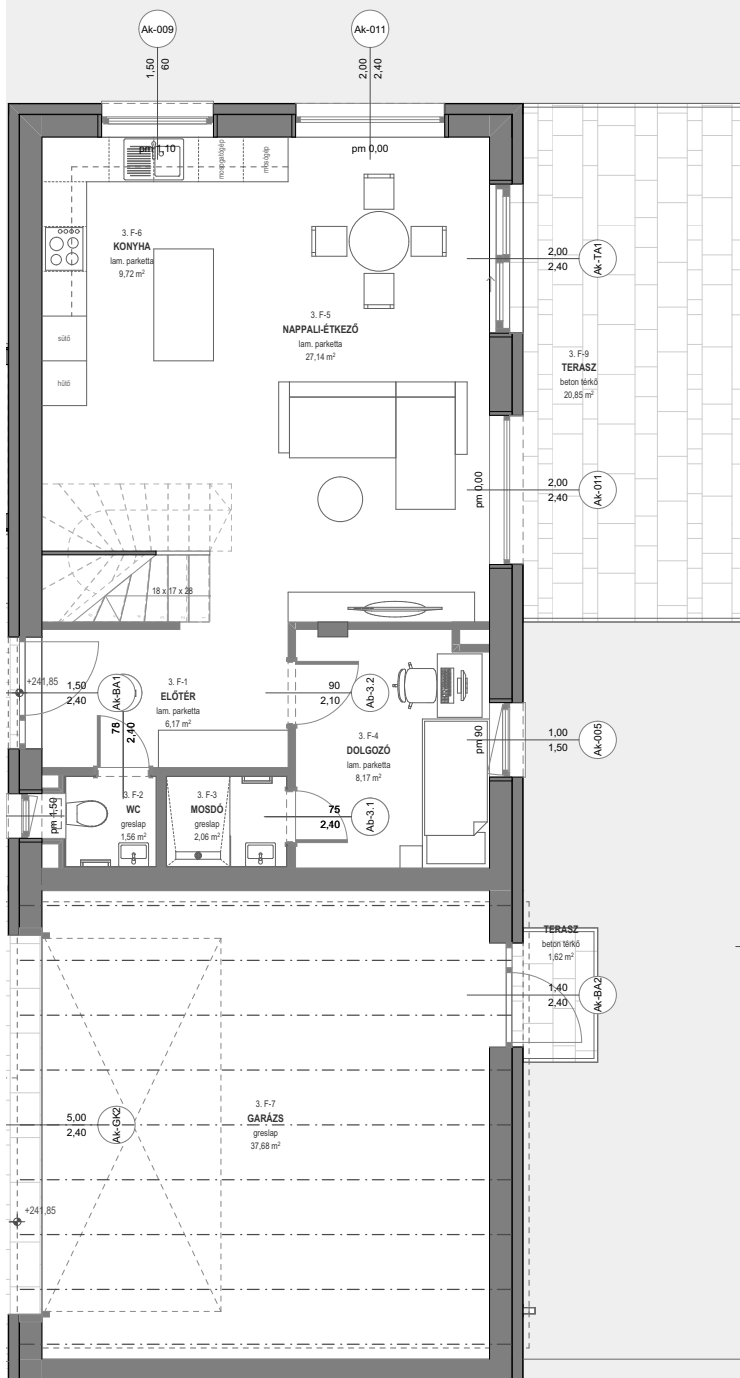 Ak-009
Ak-011
1,50
60
2,00
2,40
pm 1,10
mosogatógép
mosógép
pm 0,00
3. F-6
KONYHA
lam. parketta
9,72 m²
2,00
2,40
Ak-TA1
3. F-5
NAPPALI-ÉTKEZŐ
lam. parketta
27,14 m²
sütő
hűtő
3. F-9
TERASZ
beton térkő
20,85 m²
pm 0,00
2,00
2,40
Ak-011
18 x 17 x 28
+241,85
1,50
2,40
Ak-BA1
3. F-1
ELŐTÉR
lam. parketta
6,17 m²
90
2,10
Ab-3.2
78
2,40
3. F-4
DOLGOZÓ
lam. parketta
8,17 m²
pm 90
1,00
1,50
Ak-005
pm 1,50
3. F-2
WC
greslap
1,56 m²
3. F-3
MOSDÓ
greslap
2,06 m²
75
2,40
Ab-3.1
TERASZ
beton térkő
1,62 m²
1,40
2,40
Ak-BA2
5,00
2,40
Ak-GK2
3. F-7
GARÁZS
greslap
37,68 m²
+241,85